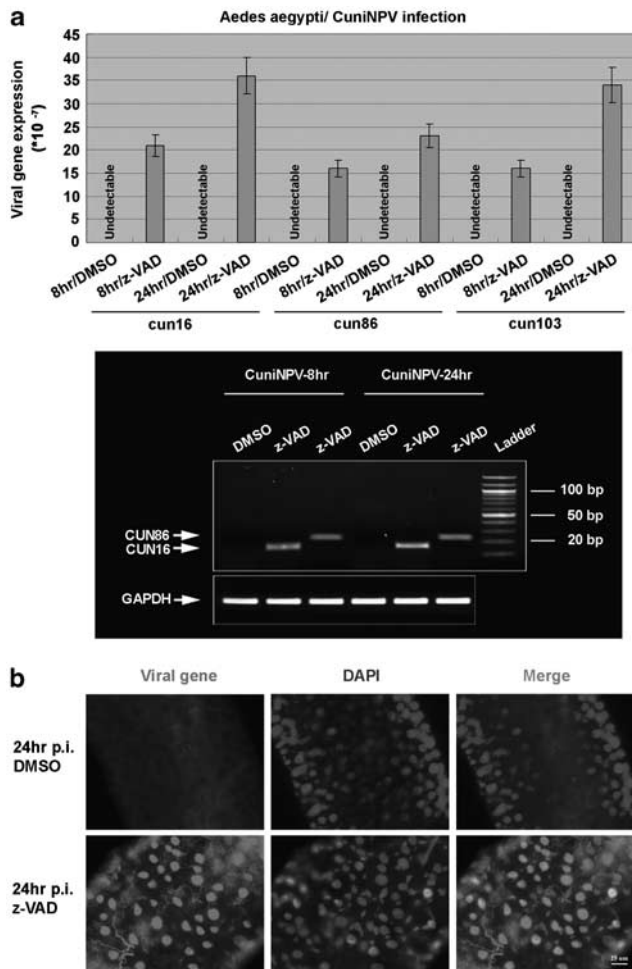 a
Aedes aegypti/ CuniNPV infection
Viral gene expression
(*10 -7)
45
40
35
30
25
20
15
10
5
0
Undetectable
Undetectable
Undetectable
Undetectable
Undetectable
Undetectable
8hr/DMSO
8hr/z-VAD
24hr/DMSO
24hr/z-VAD
8hr/DMSO
8hr/z-VAD
24hr/DMSO
24hr/z-VAD
8hr/DMSO
8hr/z-VAD
24hr/DMSO
24hr/z-VAD
cun16
cun86
cun103
CuniNPV-8hr
CuniNPV-24hr
DMSO
z-VAD
z-VAD
DMSO
z-VAD
z-VAD
Ladder
100 bp
50 bp
20 bp
CUN86
CUN16
GAPDH
b
Viral gene
DAPI
Merge
24hr p.i.
DMSO
24hr p.i.
z-VAD